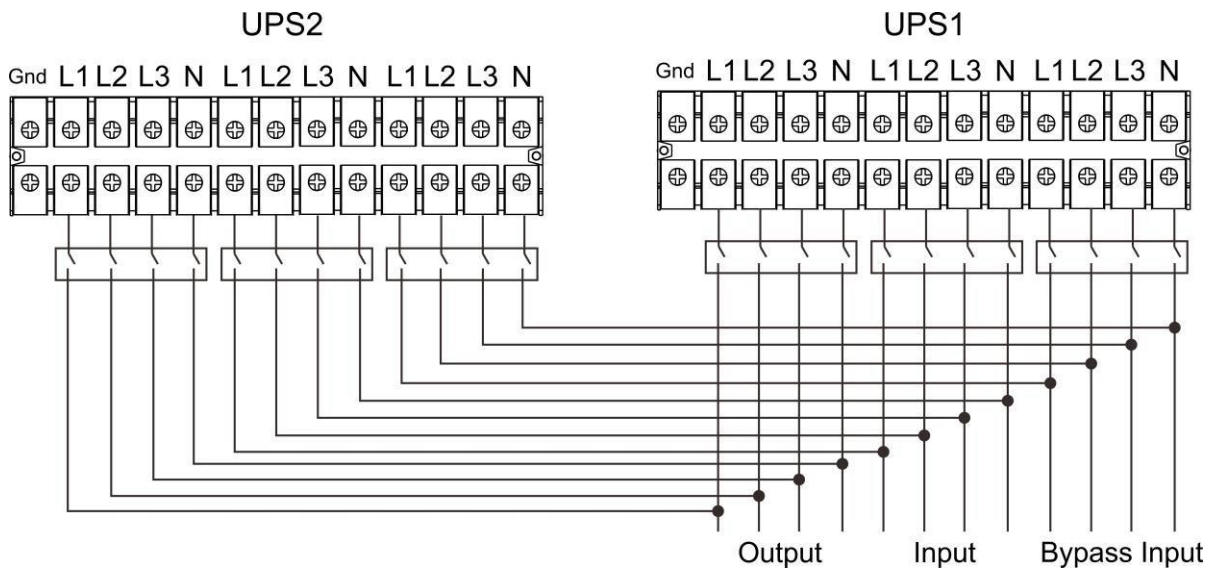 UPS2
UPS1
Gnd L1 L2 L3 N L1 L2 L3 N L1 L2 L3 N
Gnd L1 L2 L3 N L1 L2 L3 N L1 L2 L3 N
Output Input Bypass Input